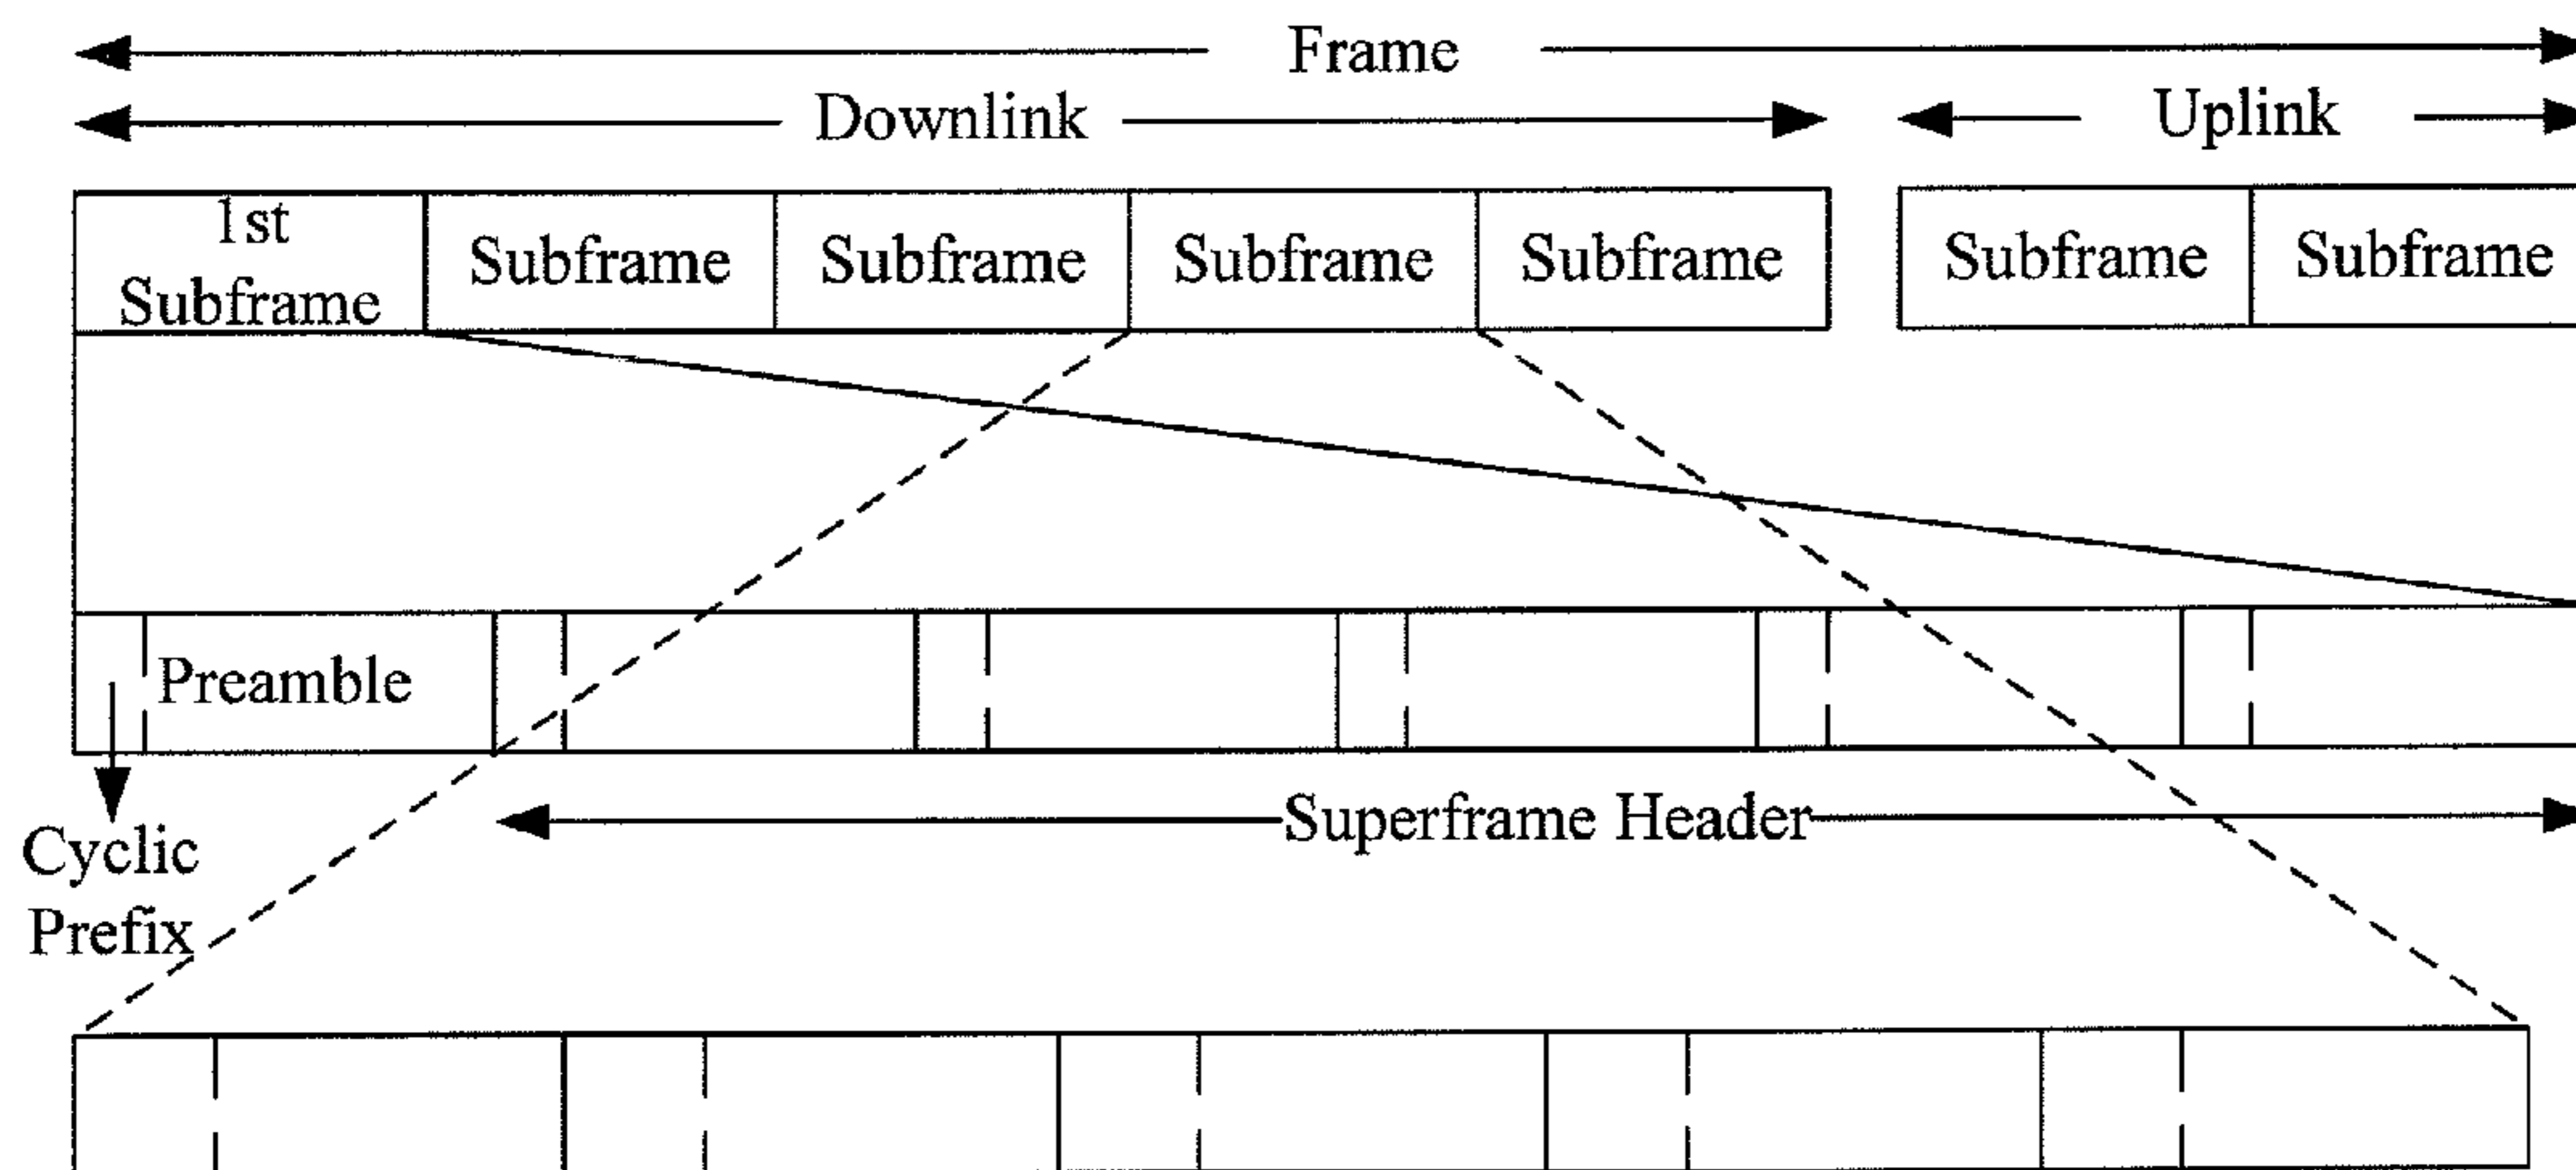 Frame
Downlink
Uplink
1st
Subframe
Subframe
Subframe
Subframe
Subframe
Subframe
Subframe
Preamble
Superframe Header
Cyclic
Prefix